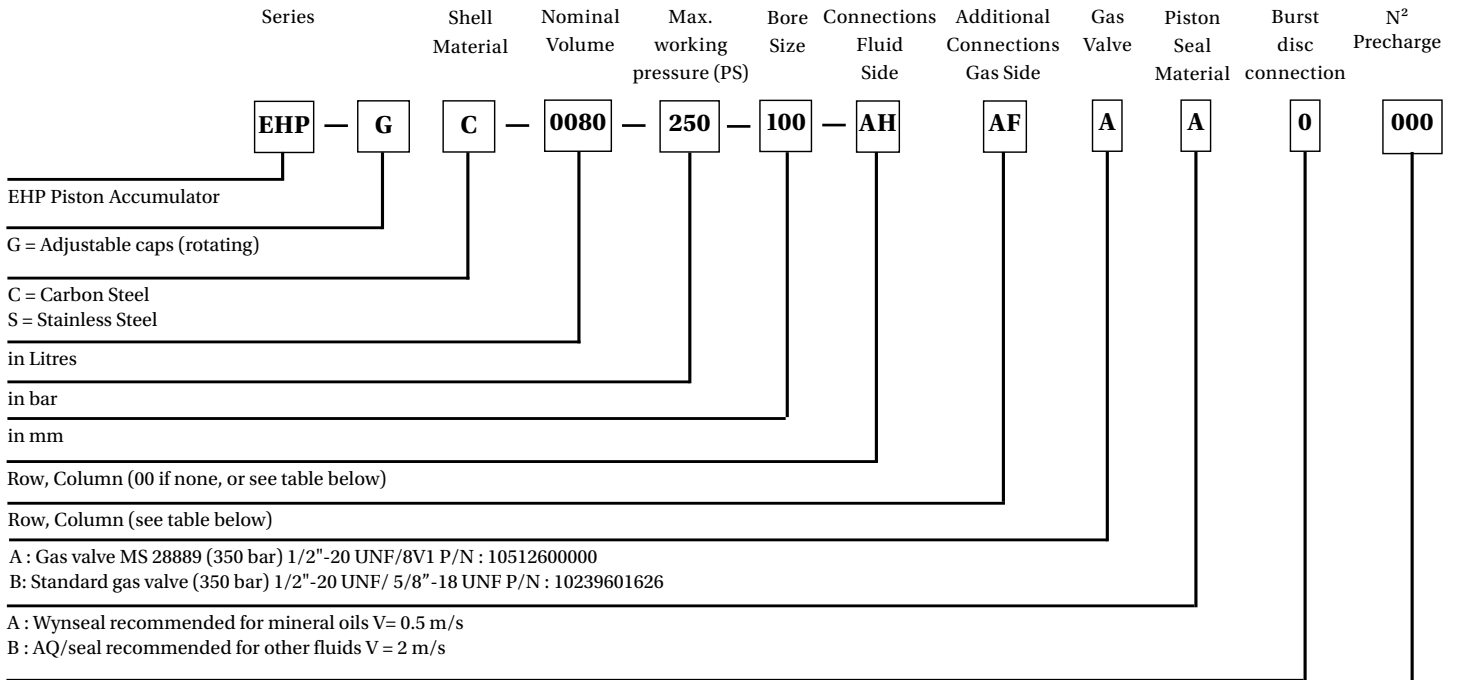 Series
Shell Material
Nominal Volume
Max. working pressure (PS)
Bore Size
Connections Fluid Side
Additional Connections Gas Side
Gas Valve
Piston Seal Material
Burst disc connection
N² Precharge
EHP — G C — 0080 — 250 — 100 — AH AF A A 0 000
EHP Piston Accumulator
G = Adjustable caps (rotating)
C = Carbon Steel
S = Stainless Steel
in Litres
in bar
in mm
Row, Column (00 if none, or see table below)
Row, Column (see table below)
A : Gas valve MS 28889 (350 bar) 1/2"-20 UNF/8V1 P/N : 10512600000
B: Standard gas valve (350 bar) 1/2"-20 UNF/ 5/8”-18 UNF P/N : 10239601626
A : Wynseal recommended for mineral oils V= 0.5 m/s
B : AQ/seal recommended for other fluids V = 2 m/s